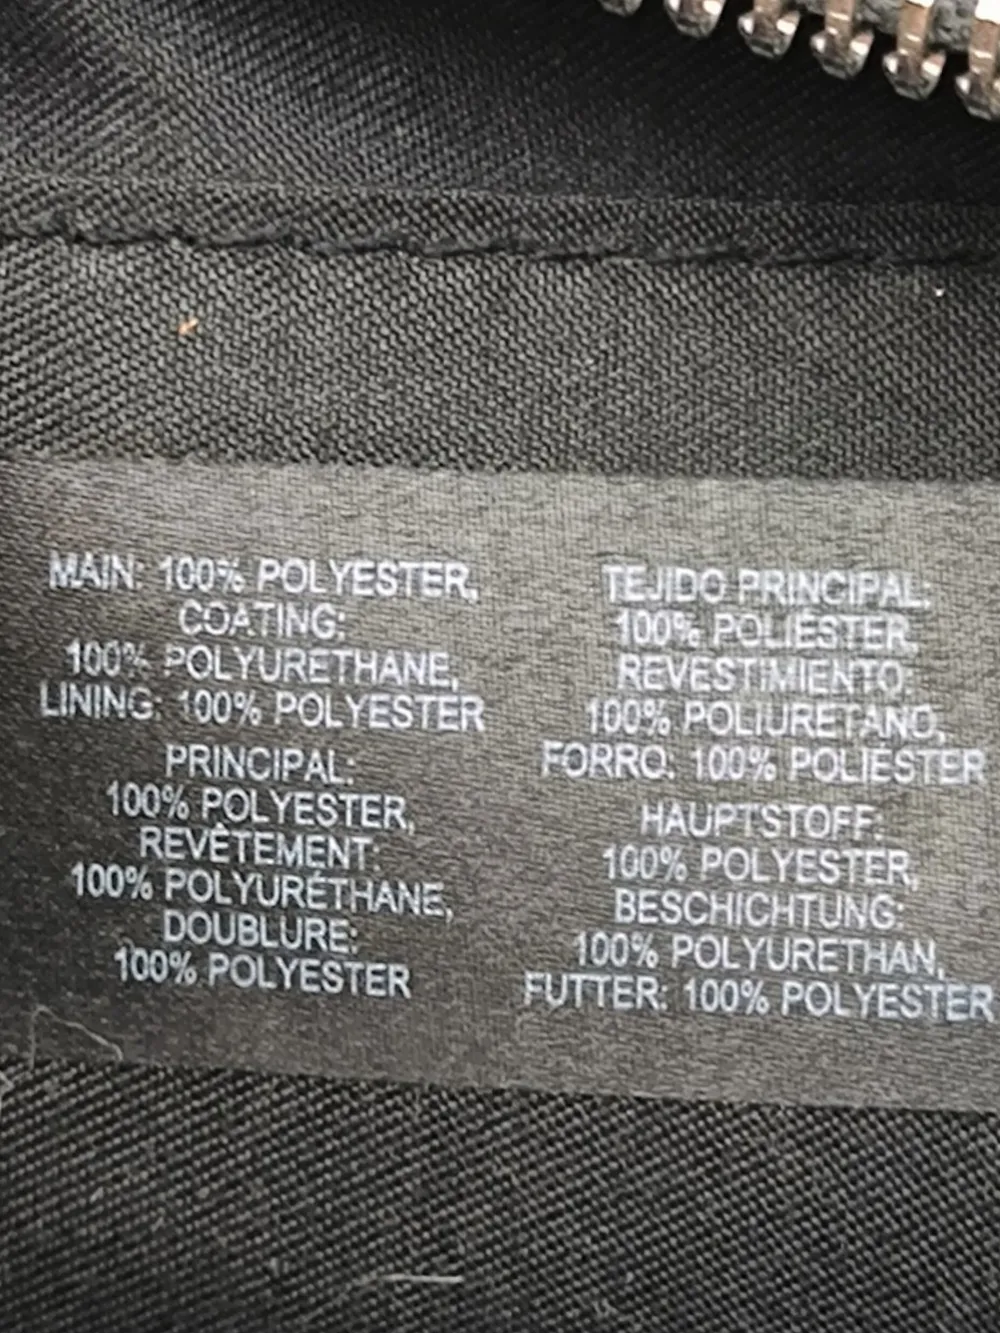 MAIN: 100% POLYESTER,
COATING:
100% POLYURETHANE,
LINING: 100% POLYESTER
PRINCIPAL:
100% POLYESTER,
REVÊTEMENT:
100% POLYURÉTHANE,
DOUBLURE:
100% POLYESTER
TEJIDO PRINCIPAL:
100% POLIÉSTER,
REVESTIMIENTO:
100% POLIURETANO,
FORRO: 100% POLIÉSTER
HAUPTSTOFF:
100% POLYESTER,
BESCHICHTUNG:
100% POLYURETHAN,
FUTTER: 100% POLYESTER